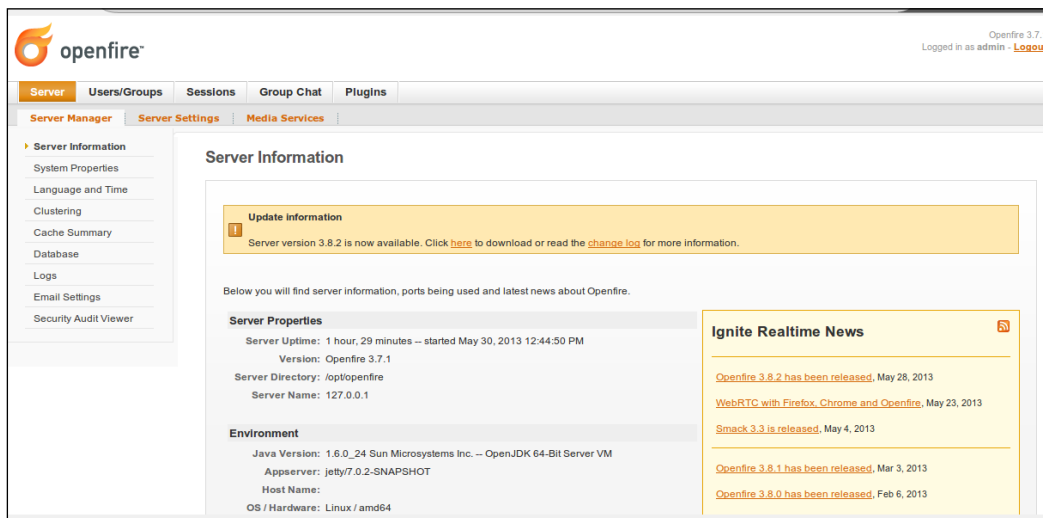 openfire™
Openfire 3.7.
Logged in as admin - Logou
Server Users/Groups Sessions Group Chat Plugins
Server Manager Server Settings Media Services
Server Information
System Properties
Language and Time
Clustering
Cache Summary
Database
Logs
Email Settings
Security Audit Viewer
Server Information
Update information
Server version 3.8.2 is now available. Click here to download or read the change log for more information.
Below you will find server information, ports being used and latest news about Openfire.
Server Properties
Server Uptime: 1 hour, 29 minutes -- started May 30, 2013 12:44:50 PM
Version: Openfire 3.7.1
Server Directory: /opt/openfire
Server Name: 127.0.0.1
Environment
Java Version: 1.6.0_24 Sun Microsystems Inc. -- OpenJDK 64-Bit Server VM
Appserver: jetty/7.0.2-SNAPSHOT
Host Name:
OS / Hardware: Linux / amd64
Ignite Realtime News
Openfire 3.8.2 has been released, May 28, 2013
WebRTC with Firefox, Chrome and Openfire, May 23, 2013
Smack 3.3 is released, May 4, 2013
Openfire 3.8.1 has been released, Mar 3, 2013
Openfire 3.8.0 has been released, Feb 6, 2013